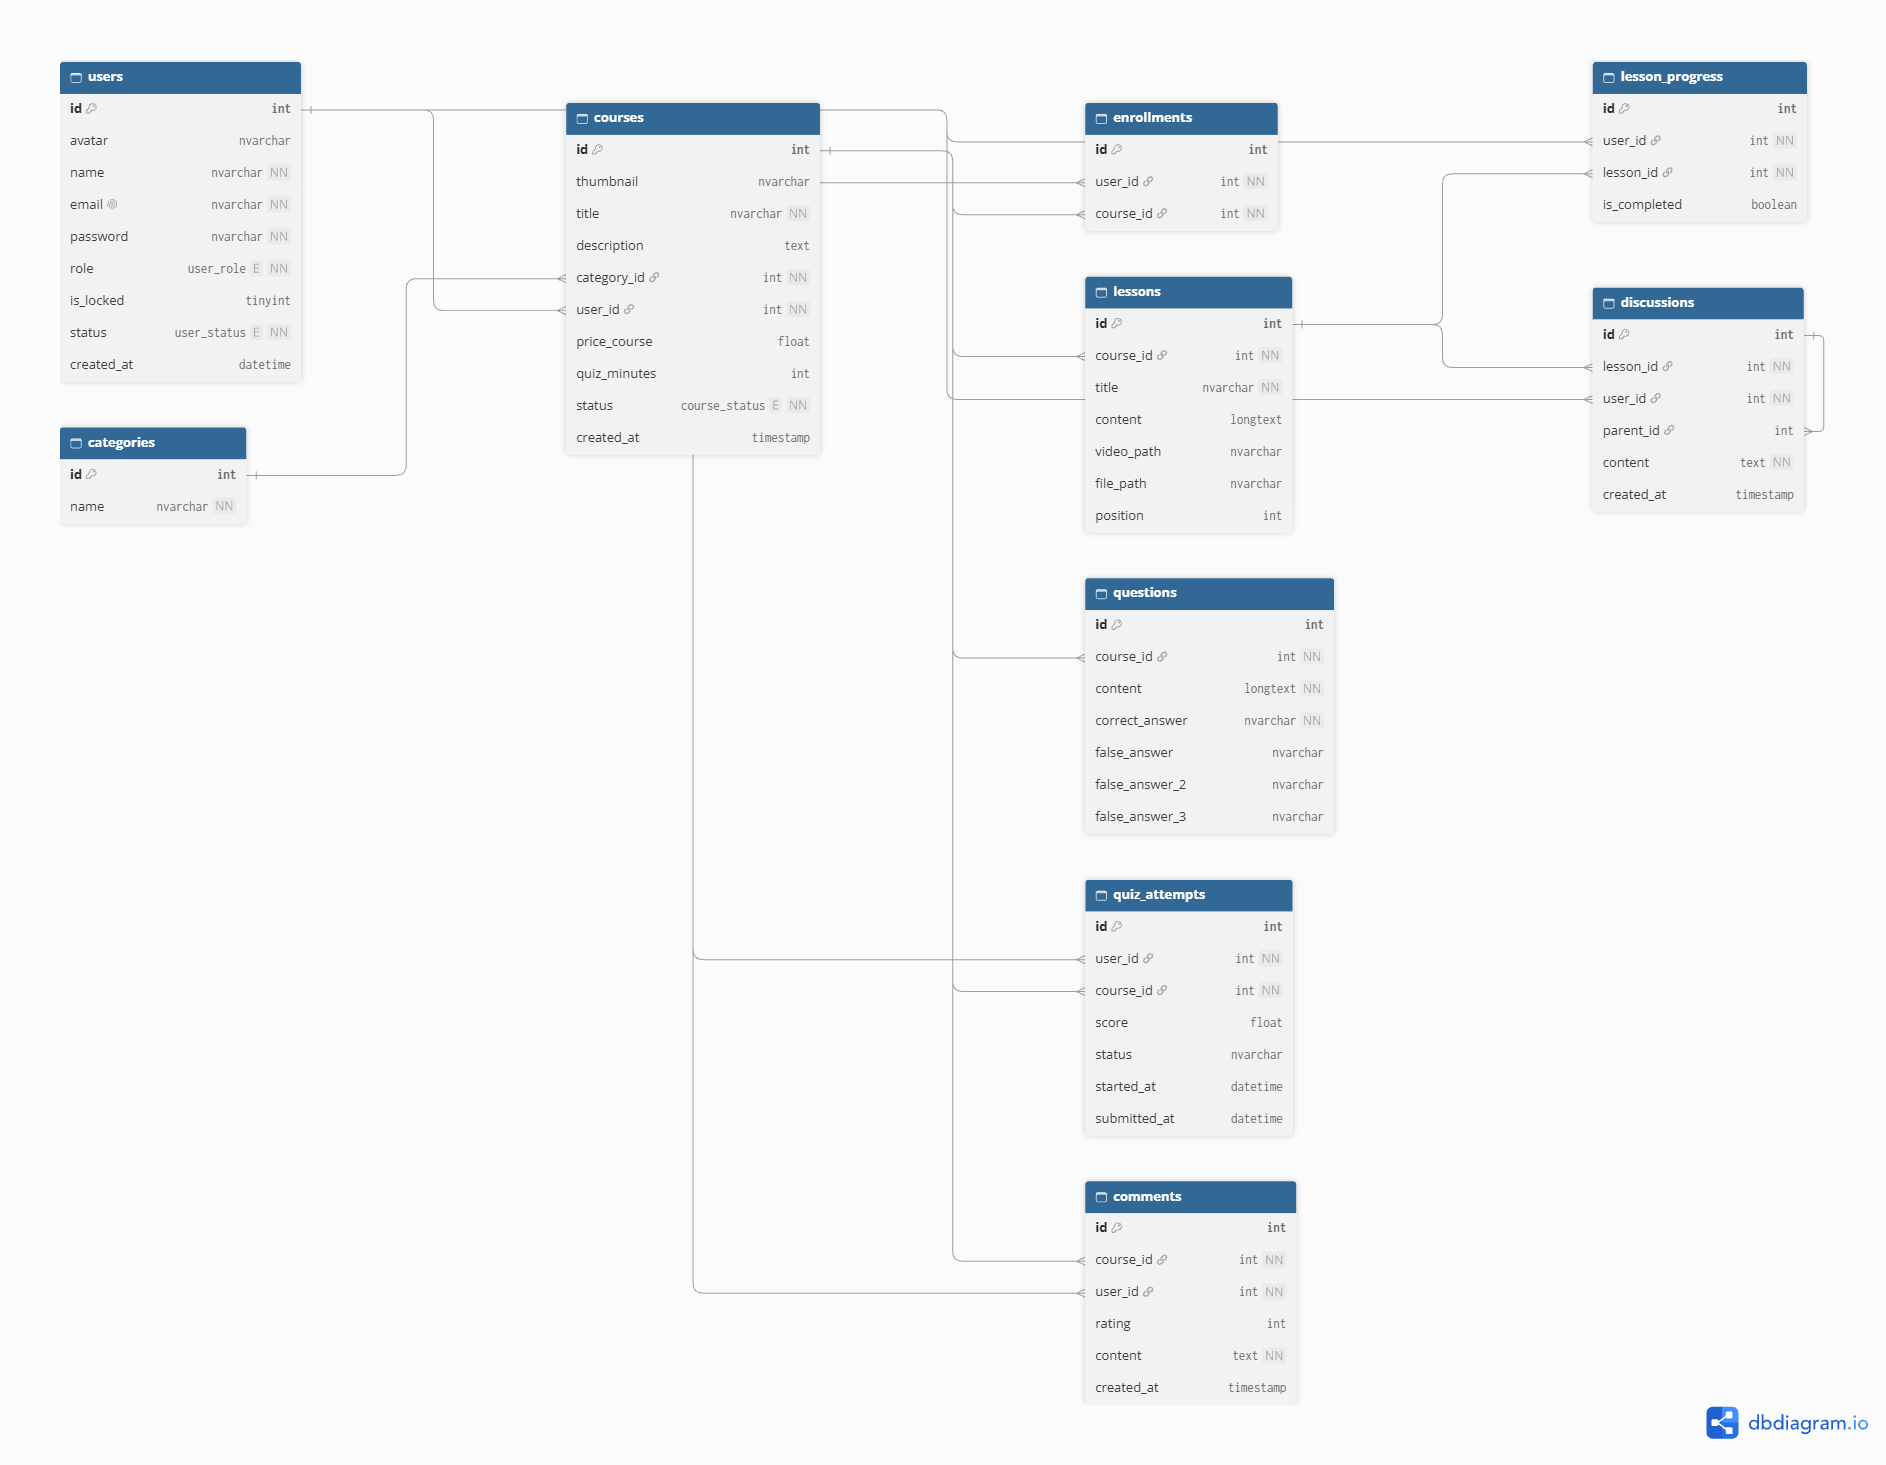 users
id int
avatar nvarchar
name nvarchar NN
email nvarchar NN
password nvarchar NN
role user_role E NN
is_locked tinyint
status user_status E NN
created_at datetime
categories
id int
name nvarchar NN
courses
id int
thumbnail nvarchar
title nvarchar NN
description text
category_id int NN
user_id int NN
price_course float
quiz_minutes int
status course_status E NN
created_at timestamp
enrollments
id int
user_id int NN
course_id int NN
lessons
id int
course_id int NN
title nvarchar NN
content longtext
video_path nvarchar
file_path nvarchar
position int
questions
id int
course_id int NN
content longtext NN
correct_answer nvarchar NN
false_answer nvarchar
false_answer_2 nvarchar
false_answer_3 nvarchar
quiz_attempts
id int
user_id int NN
course_id int NN
score float
status nvarchar
started_at datetime
submitted_at datetime
comments
id int
course_id int NN
user_id int NN
rating int
content text NN
created_at timestamp
lesson_progress
id int
user_id int NN
lesson_id int NN
is_completed boolean
discussions
id int
lesson_id int NN
user_id int NN
parent_id int
content text NN
created_at timestamp
dbdiagram.io